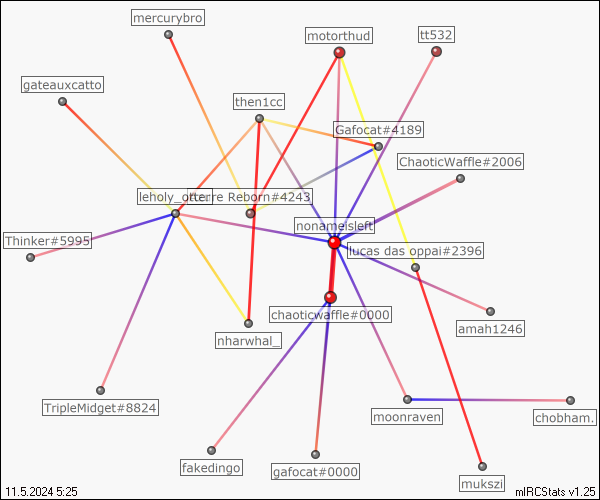 mercurybro
motorthud
tt532
gateauxcatto
then1cc
Gafocat#4189
ChaoticWaffle#2006
leholy_otte
Reborn#4243
nonameisleft
Thinker#5995
lucas das oppai#2396
chaoticwaffle#0000
amah1246
nharwhal_
TripleMidget#8824
moonraven
chobham.
fakedingo
gafocat#0000
mukszi
11.5.2024 5:25
mIRCStats v1.25